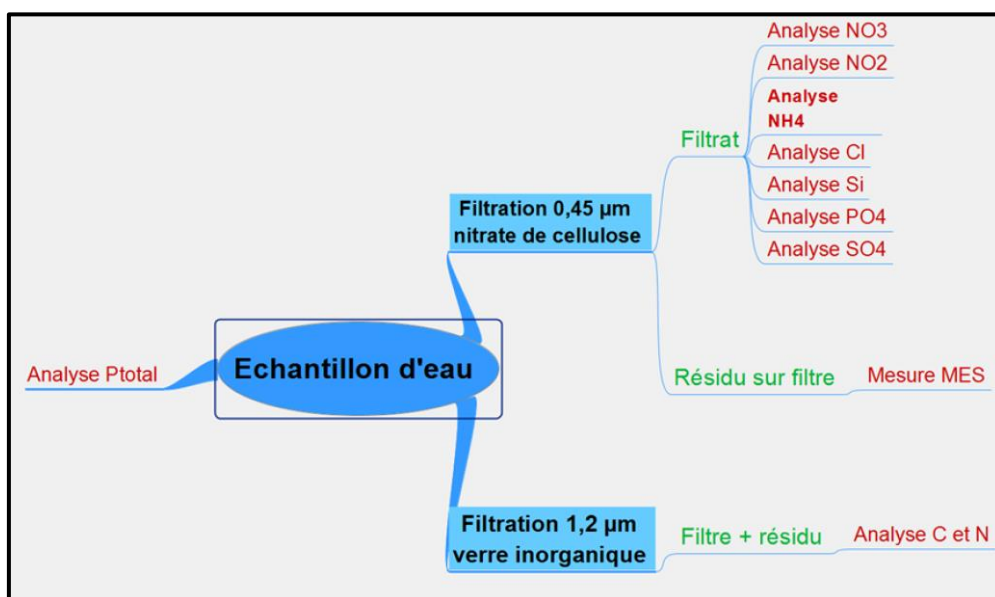 Analyse NO3
Analyse NO2
Analyse
NH4
Filtrat
Analyse Cl
Analyse Si
Filtration 0,45 µm
nitrate de cellulose
Analyse PO4
Analyse SO4
Echantillon d'eau
Analyse Ptotal
Résidu sur filtre
Mesure MES
Filtration 1,2 µm
verre inorganique
Filtre + résidu
Analyse C et N